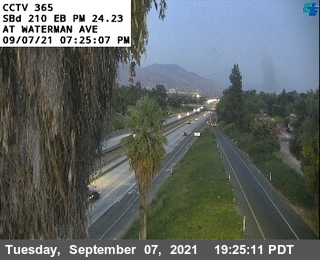 CCTV 365
SBd 210 EB PM 24.23
AT WATERMAN AVE
09/07/21 07:25:07 PM
Tuesday, September 07, 2021 19:25:11 PDT